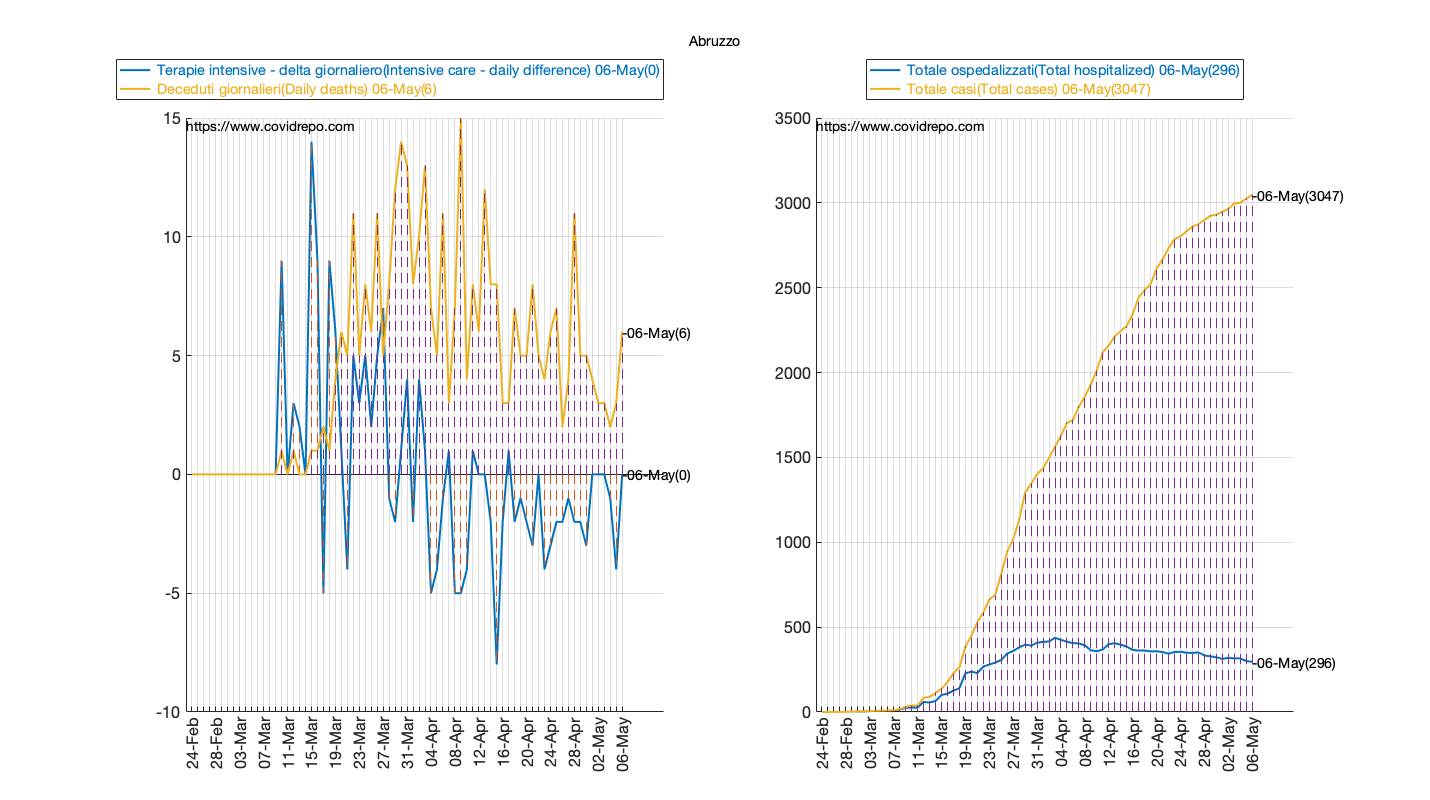 Abruzzo
Terapie intensive - delta giornaliero(Intensive care - daily difference) 06-May(0)
Deceduti giornalieri(Daily deaths) 06-May(6)
15
https://www.covidrepo.com
10
5
0
-5
-10
06-May(6)
06-May(0)
24-Feb
28-Feb
03-Mar
07-Mar
11-Mar
15-Mar
19-Mar
23-Mar
27-Mar
31-Mar
04-Apr
08-Apr
12-Apr
16-Apr
20-Apr
24-Apr
28-Apr
02-May
06-May
Totale ospedalizzati(Total hospitalized) 06-May(296)
Totale casi(Total cases) 06-May(3047)
3500
https://www.covidrepo.com
3000
2500
2000
1500
1000
500
0
06-May(3047)
06-May(296)
24-Feb
28-Feb
03-Mar
07-Mar
11-Mar
15-Mar
19-Mar
23-Mar
27-Mar
31-Mar
04-Apr
08-Apr
12-Apr
16-Apr
20-Apr
24-Apr
28-Apr
02-May
06-May